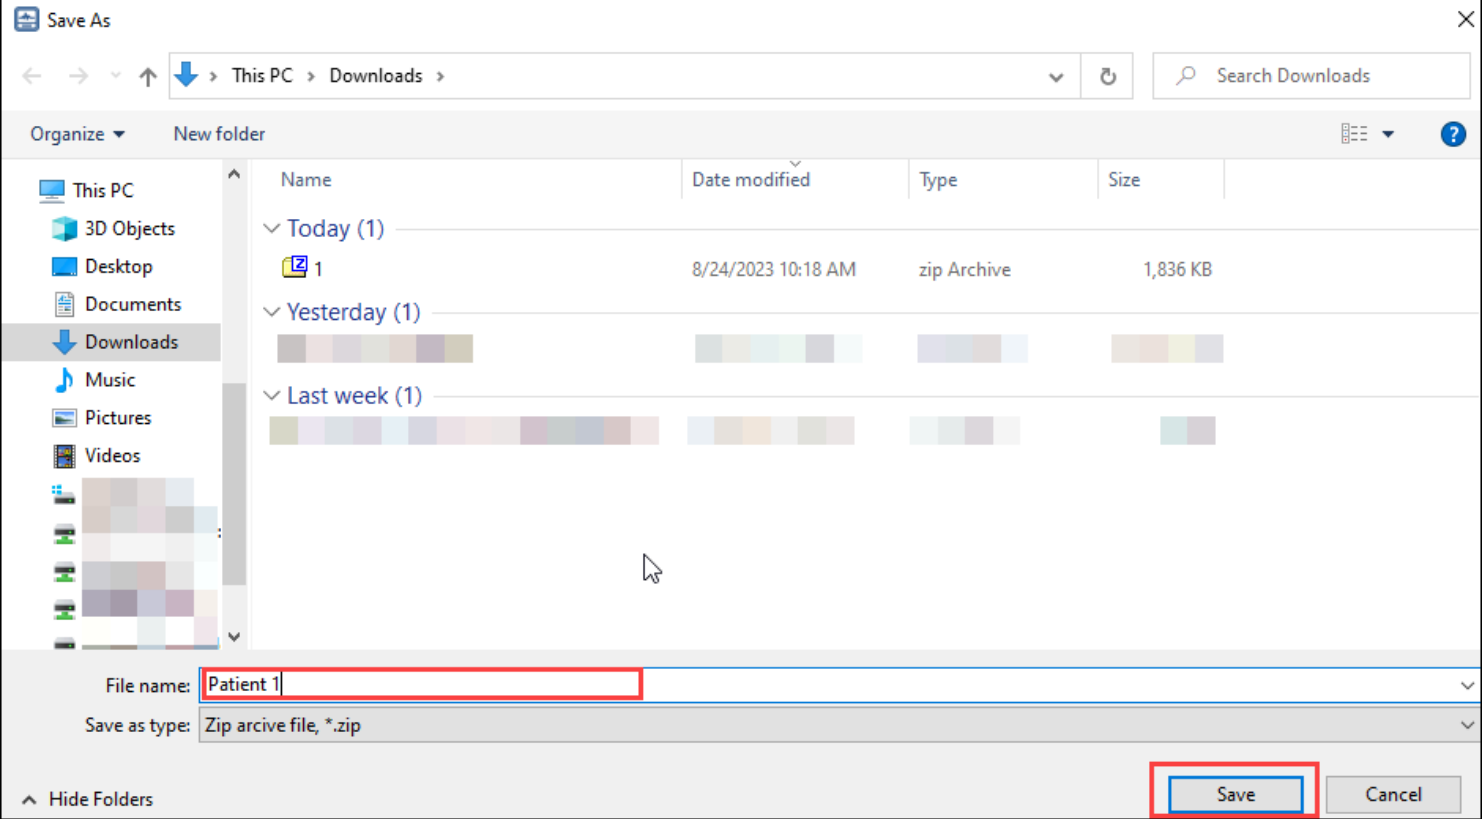 Save As
This PC > Downloads >
Search Downloads
Organize
New folder
?
This PC
3D Objects
Desktop
Documents
Downloads
Music
Pictures
Videos
Name Date modified Type Size
Today (1)
1 8/24/2023 10:18 AM zip Archive 1,836 KB
Yesterday (1)
Last week (1)
File name: Patient 1
Save as type: Zip arcive file, *.zip
Hide Folders
Save
Cancel